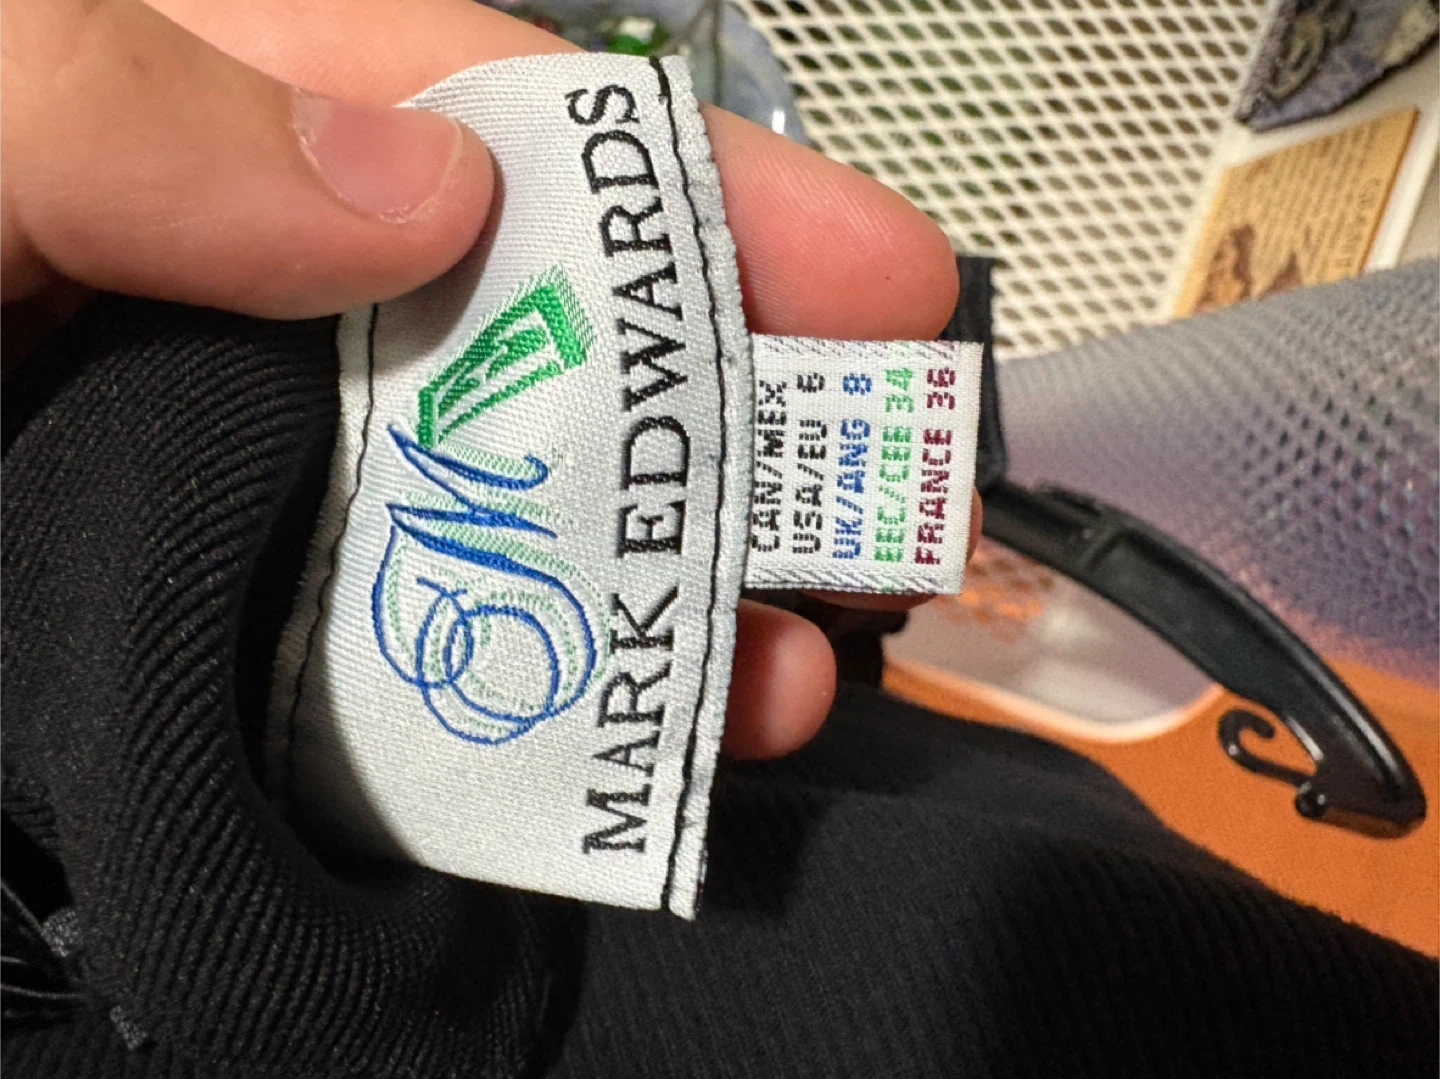 MARK EDWARDS
CAN/MEX
USA/EU 6
UK/ANG 8
EEC/CEE 34
FRANCE 36